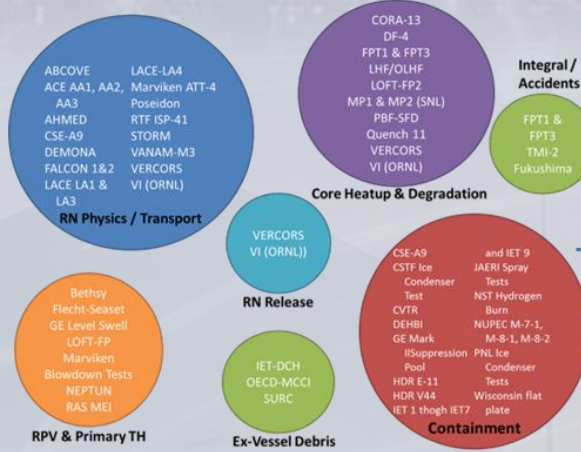 ABCOVE
ACE AA1, AA2,
AA3
AHMED
CSE-A9
DEMONA
FALCON 1&2
LACE LA1 &
LA3
LACE-LA4
Marviken ATT-4
Poseidon
RTF ISP-41
STORM
VANAM-M3
VERCORS
VI (ORNL)
RN Physics / Transport
CORA-13
DF-4
FPT1 & FPT3
LHF/OLHF
LOFT-FP2
MP1 & MP2 (SNL)
PBF-SFD
Quench 11
VERCORS
VI (ORNL)
Core Heatup & Degradation
Integral /
Accidents
FPT1 &
FPT3
TMI-2
Fukushima
VERCORS
VI (ORNL))
RN Release
Bethsy
Flecht-Seaset
GE Level Swell
LOFT-FP
Marviken
Blowdown Tests
NEPTUN
RAS MEI
RPV & Primary TH
IET-DCH
OECD-MCCI
SURC
Ex-Vessel Debris
CSE-A9
CSTF Ice
Condenser
Test
CVTR
DEHBI
GE Mark
IISuppression
Pool
HDR E-11
HDR V44
IET 1 thogh IET7
and IET 9
JAERI Spray
Tests
NST Hydrogen
Burn
NUPEC M-7-1,
M-8-1, M-8-2
PNL Ice
Condenser
Tests
Wisconsin flat
plate
Containment